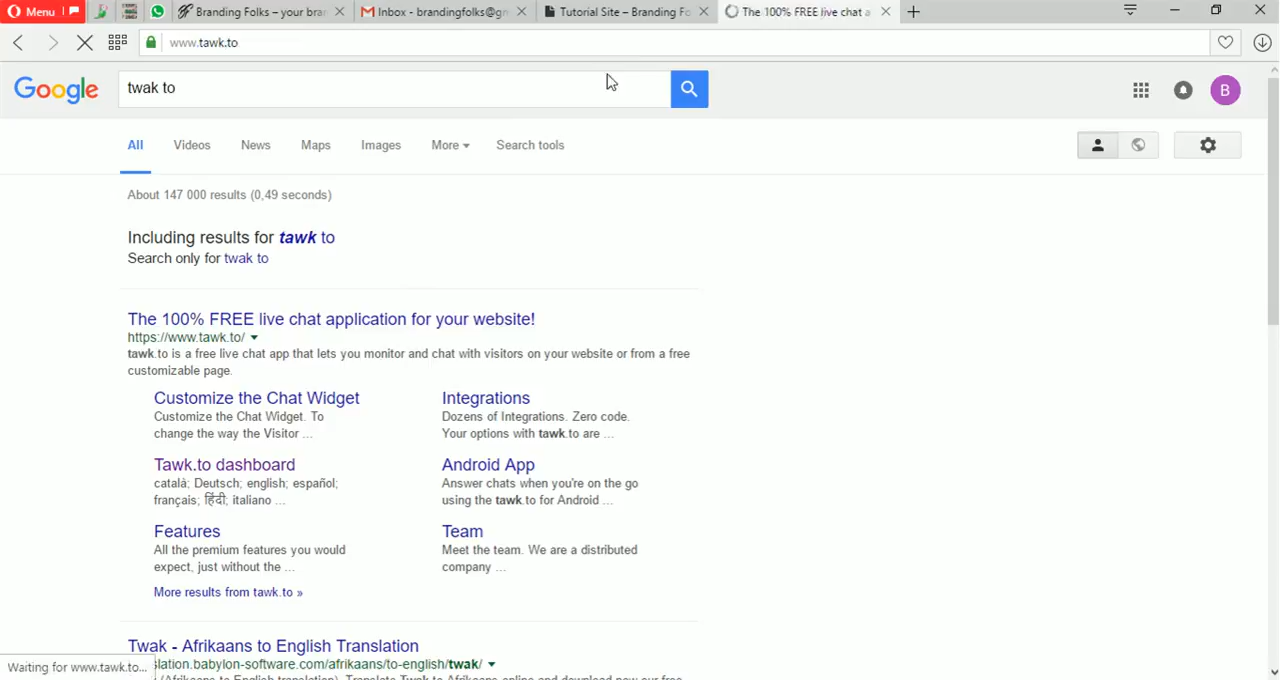 Menu
Branding Folks – your bra
Inbox - brandingfolks@g
Tutorial Site – Branding Fo
The 100% FREE live chat a
www.tawk.to
Google
twak to
B
All Videos News Maps Images More Search tools
About 147 000 results (0,49 seconds)
Including results for tawk to
Search only for twak to
The 100% FREE live chat application for your website!
https://www.tawk.to/
tawk.to is a free live chat app that lets you monitor and chat with visitors on your website or from a free
customizable page.
Customize the Chat Widget
Customize the Chat Widget. To
change the way the Visitor ...
Integrations
Dozens of Integrations. Zero code.
Your options with tawk.to are ...
Tawk.to dashboard
català; Deutsch; english; español;
français; हिंदी; italiano ...
Android App
Answer chats when you're on the go
using the tawk.to for Android ...
Features
All the premium features you would
expect, just without the ...
Team
Meet the team. We are a distributed
company ...
More results from tawk.to »
Twak - Afrikaans to English Translation
lation.babylon-software.com/afrikaans/to-english/twak/
Waiting for www.tawk.to...